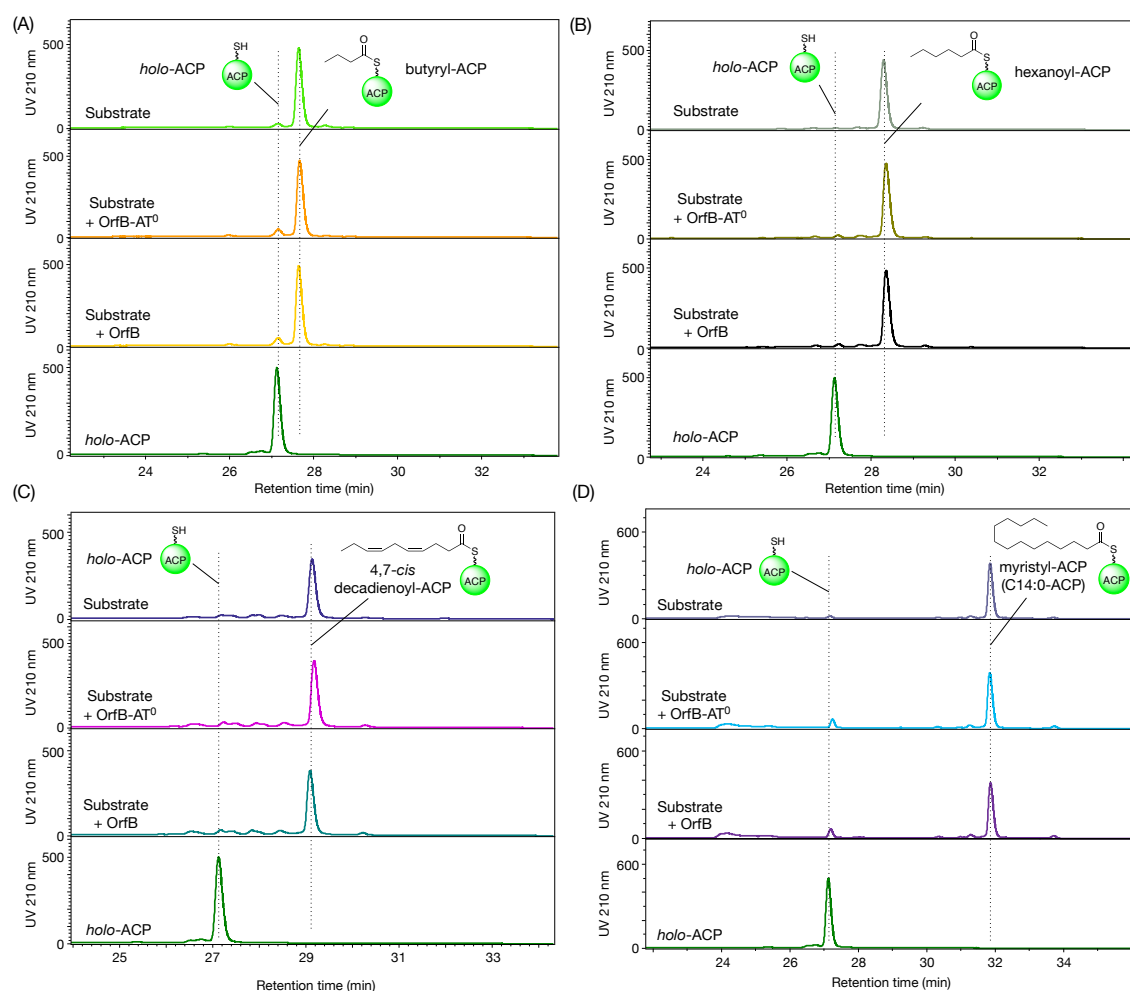 (A)
500
0
UV 210 nm
Substrate
holo-ACP
SH
ACP
O
S
ACP
butyryl-ACP
500
0
UV 210 nm
Substrate
+ OrfB-AT⁰
500
0
UV 210 nm
Substrate
+ OrfB
500
0
UV 210 nm
holo-ACP
24
26
28
30
32
Retention time (min)
(B)
500
0
UV 210 nm
Substrate
holo-ACP
SH
ACP
O
S
ACP
hexanoyl-ACP
500
0
UV 210 nm
Substrate
+ OrfB-AT⁰
500
0
UV 210 nm
Substrate
+ OrfB
500
0
UV 210 nm
holo-ACP
24
26
28
30
32
Retention time (min)
(C)
500
0
UV 210 nm
Substrate
holo-ACP
SH
ACP
O
S
ACP
4,7-cis
decadienoyl-ACP
500
0
UV 210 nm
Substrate
+ OrfB-AT⁰
500
0
UV 210 nm
Substrate
+ OrfB
500
0
UV 210 nm
holo-ACP
25
27
29
31
33
Retention time (min)
(D)
600
400
200
0
UV 210 nm
Substrate
holo-ACP
SH
ACP
O
S
ACP
myristyl-ACP
(C14:0-ACP)
600
0
UV 210 nm
Substrate
+ OrfB-AT⁰
600
0
UV 210 nm
Substrate
+ OrfB
600
0
UV 210 nm
holo-ACP
22
24
26
28
30
32
34
36
Retention time (min)